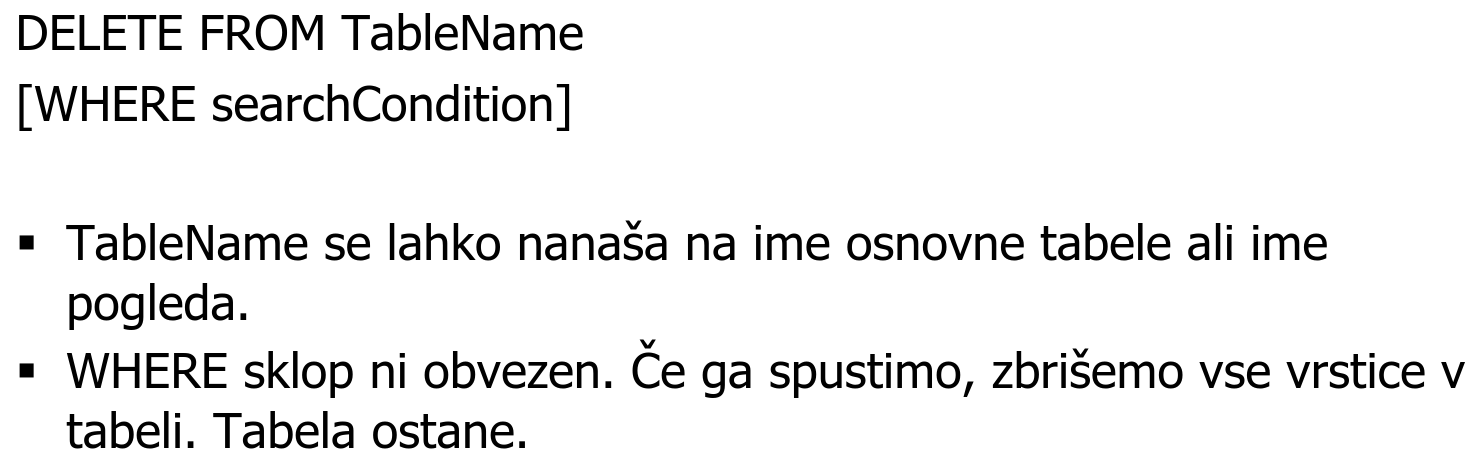 DELETE FROM TableName
[WHERE searchCondition]
▪ TableName se lahko nanaša na ime osnovne tabele ali ime
pogleda.
▪ WHERE sklop ni obvezen. Če ga spustimo, zbrišemo vse vrstice v
tabeli. Tabela ostane.